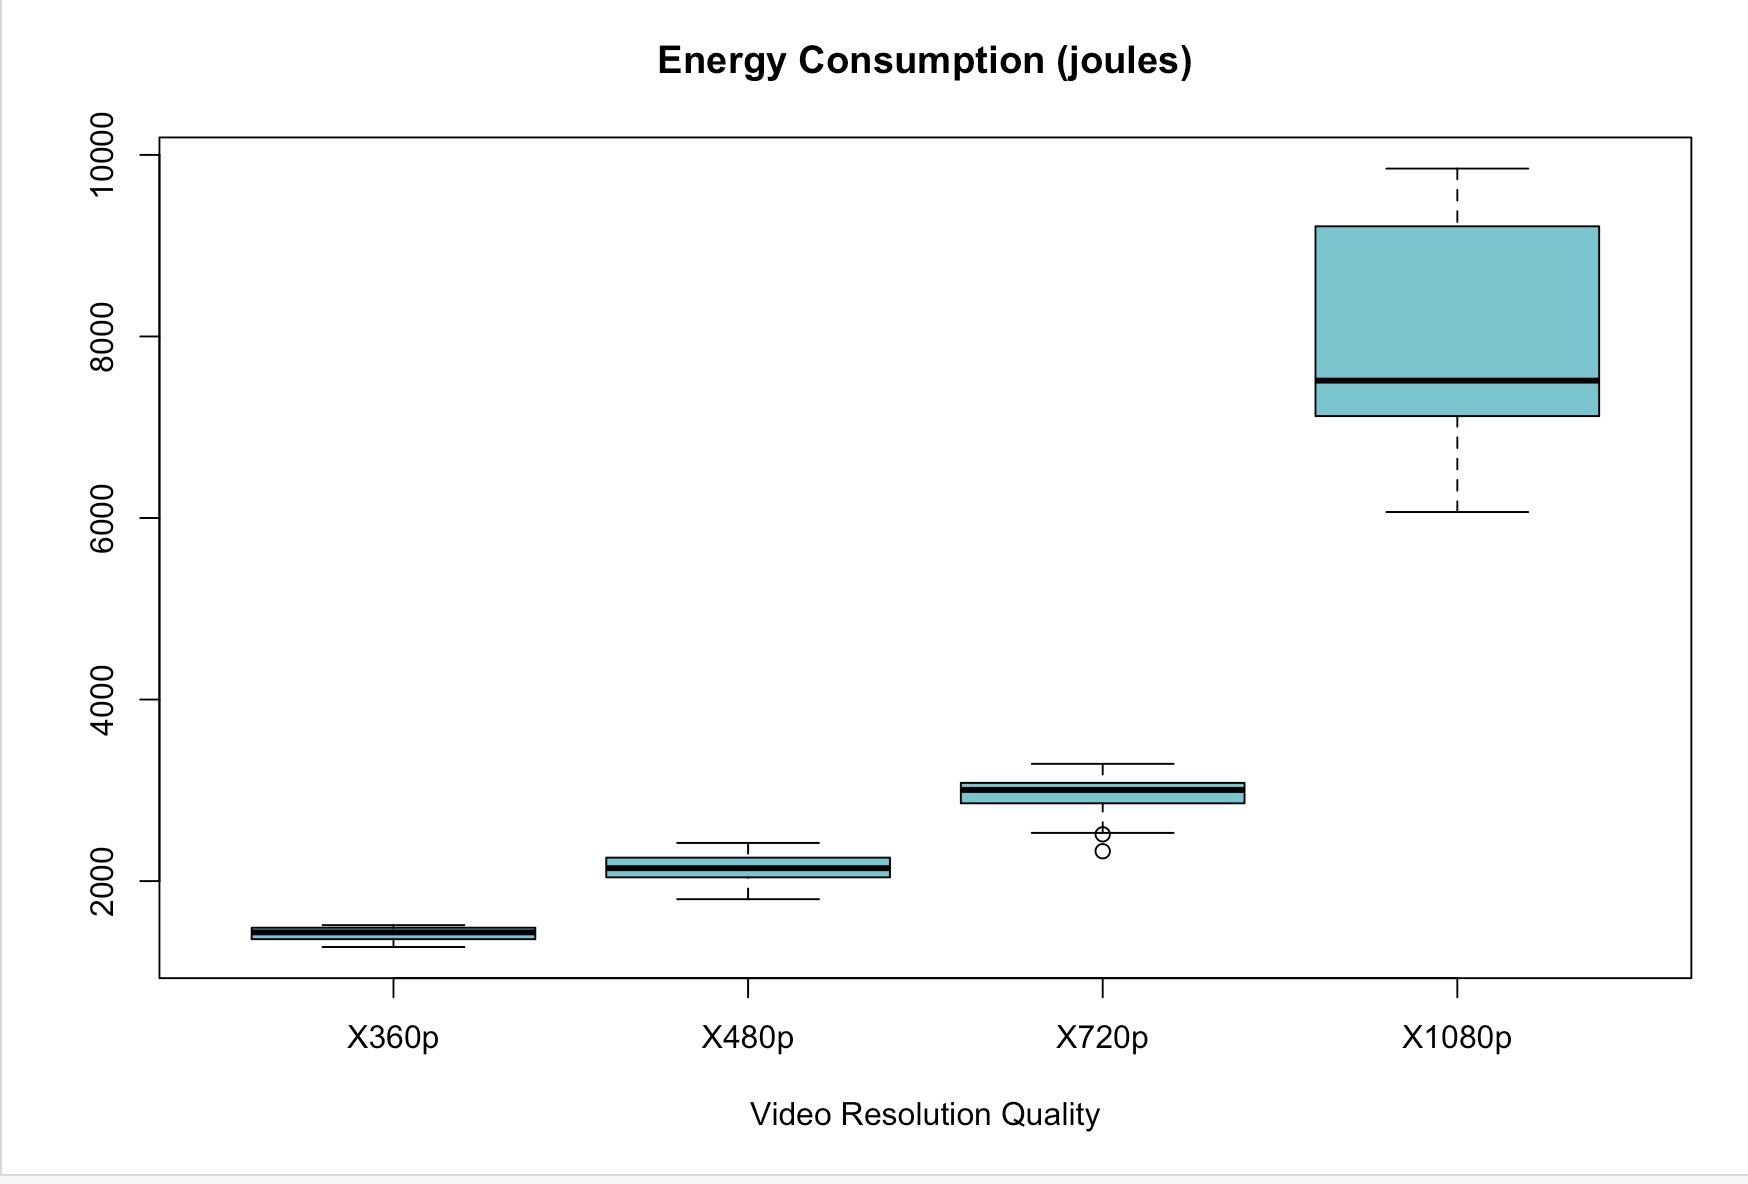 Energy Consumption (joules)
10000
8000
6000
4000
2000
X360p X480p X720p X1080p
Video Resolution Quality